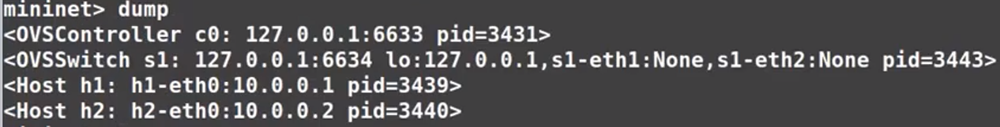 mininet> dump
<OVSController c0: 127.0.0.1:6633 pid=3431>
<OVSSwitch s1: 127.0.0.1:6634 lo:127.0.0.1,s1-eth1:None,s1-eth2:None pid=3443>
<Host h1: h1-eth0:10.0.0.1 pid=3439>
<Host h2: h2-eth0:10.0.0.2 pid=3440>